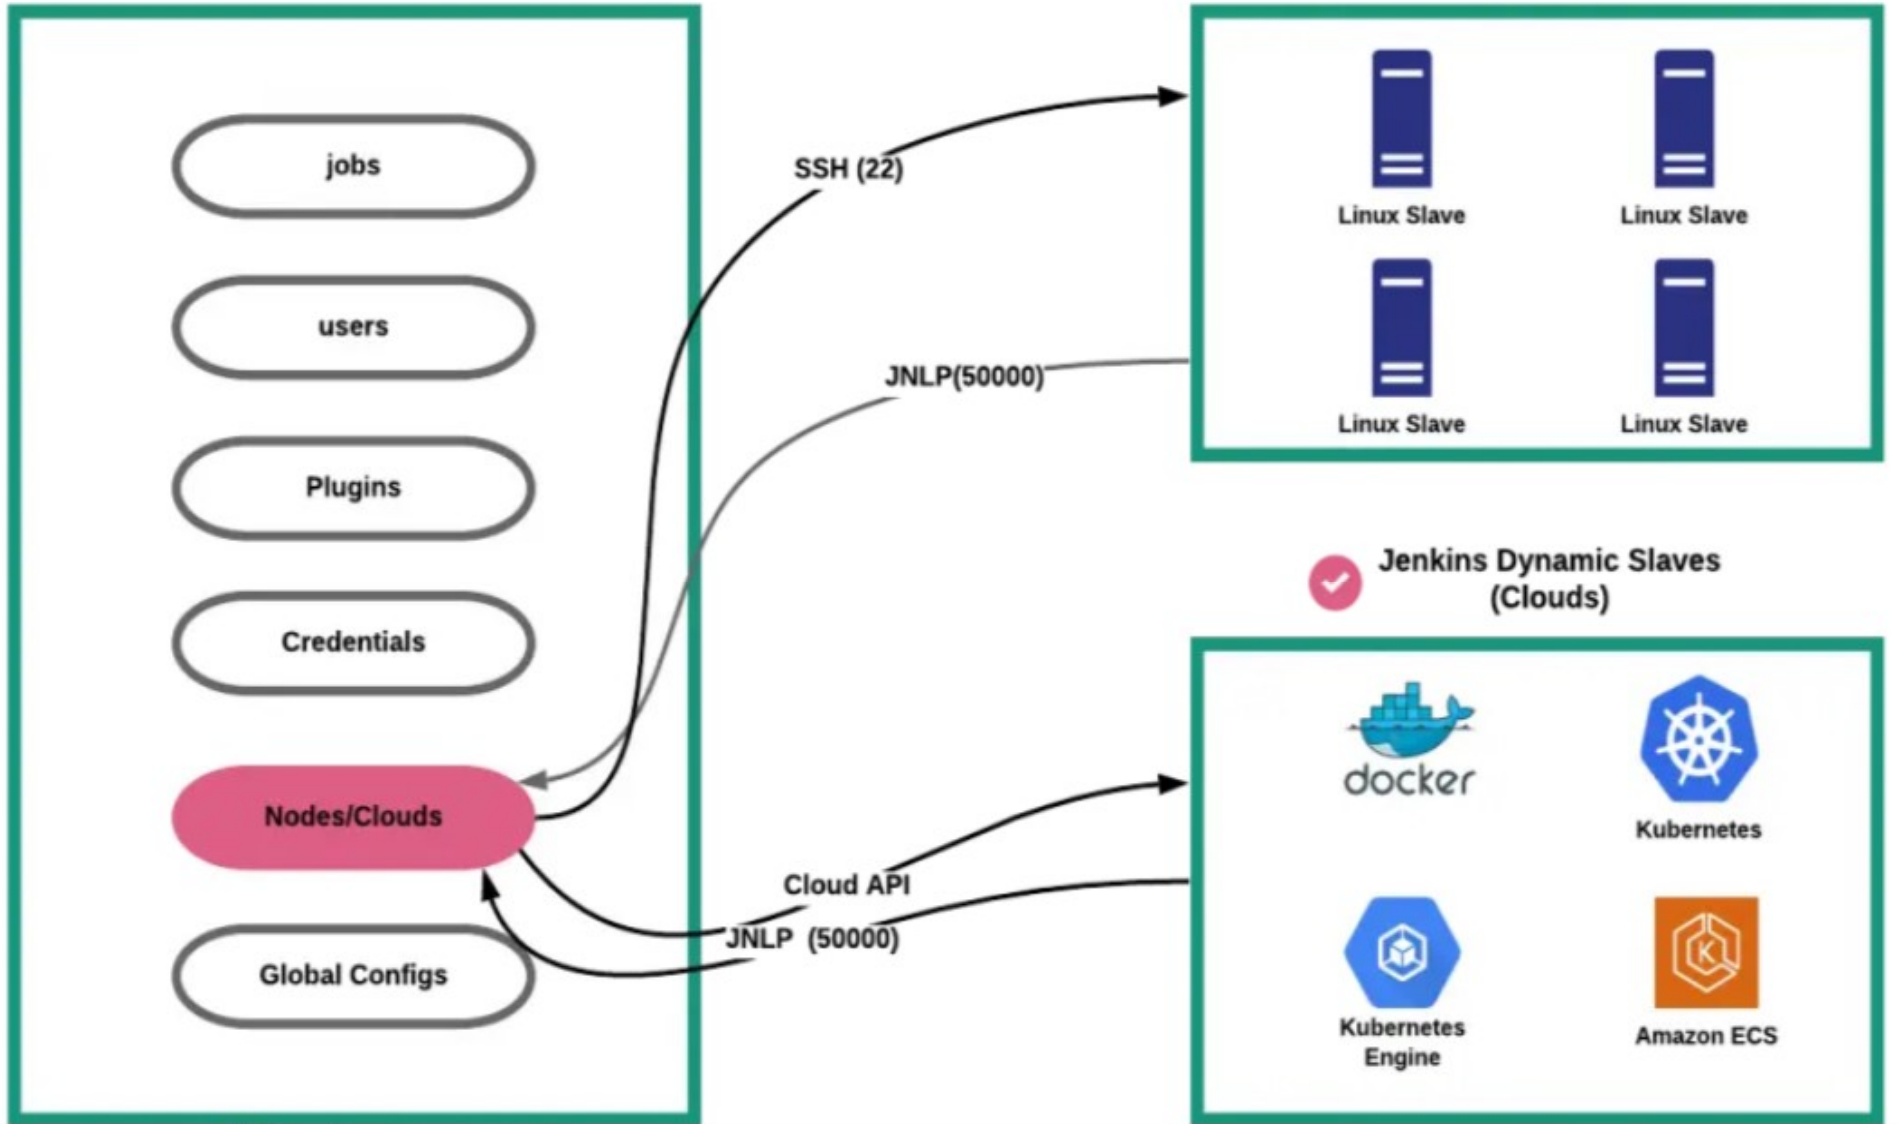 jobs
users
Plugins
Credentials
Nodes/Clouds
Global Configs
SSH (22)
JNLP(50000)
Cloud API
JNLP (50000)
Linux Slave
Linux Slave
Linux Slave
Linux Slave
Jenkins Dynamic Slaves
(Clouds)
docker
Kubernetes
Kubernetes
Engine
K
Amazon ECS